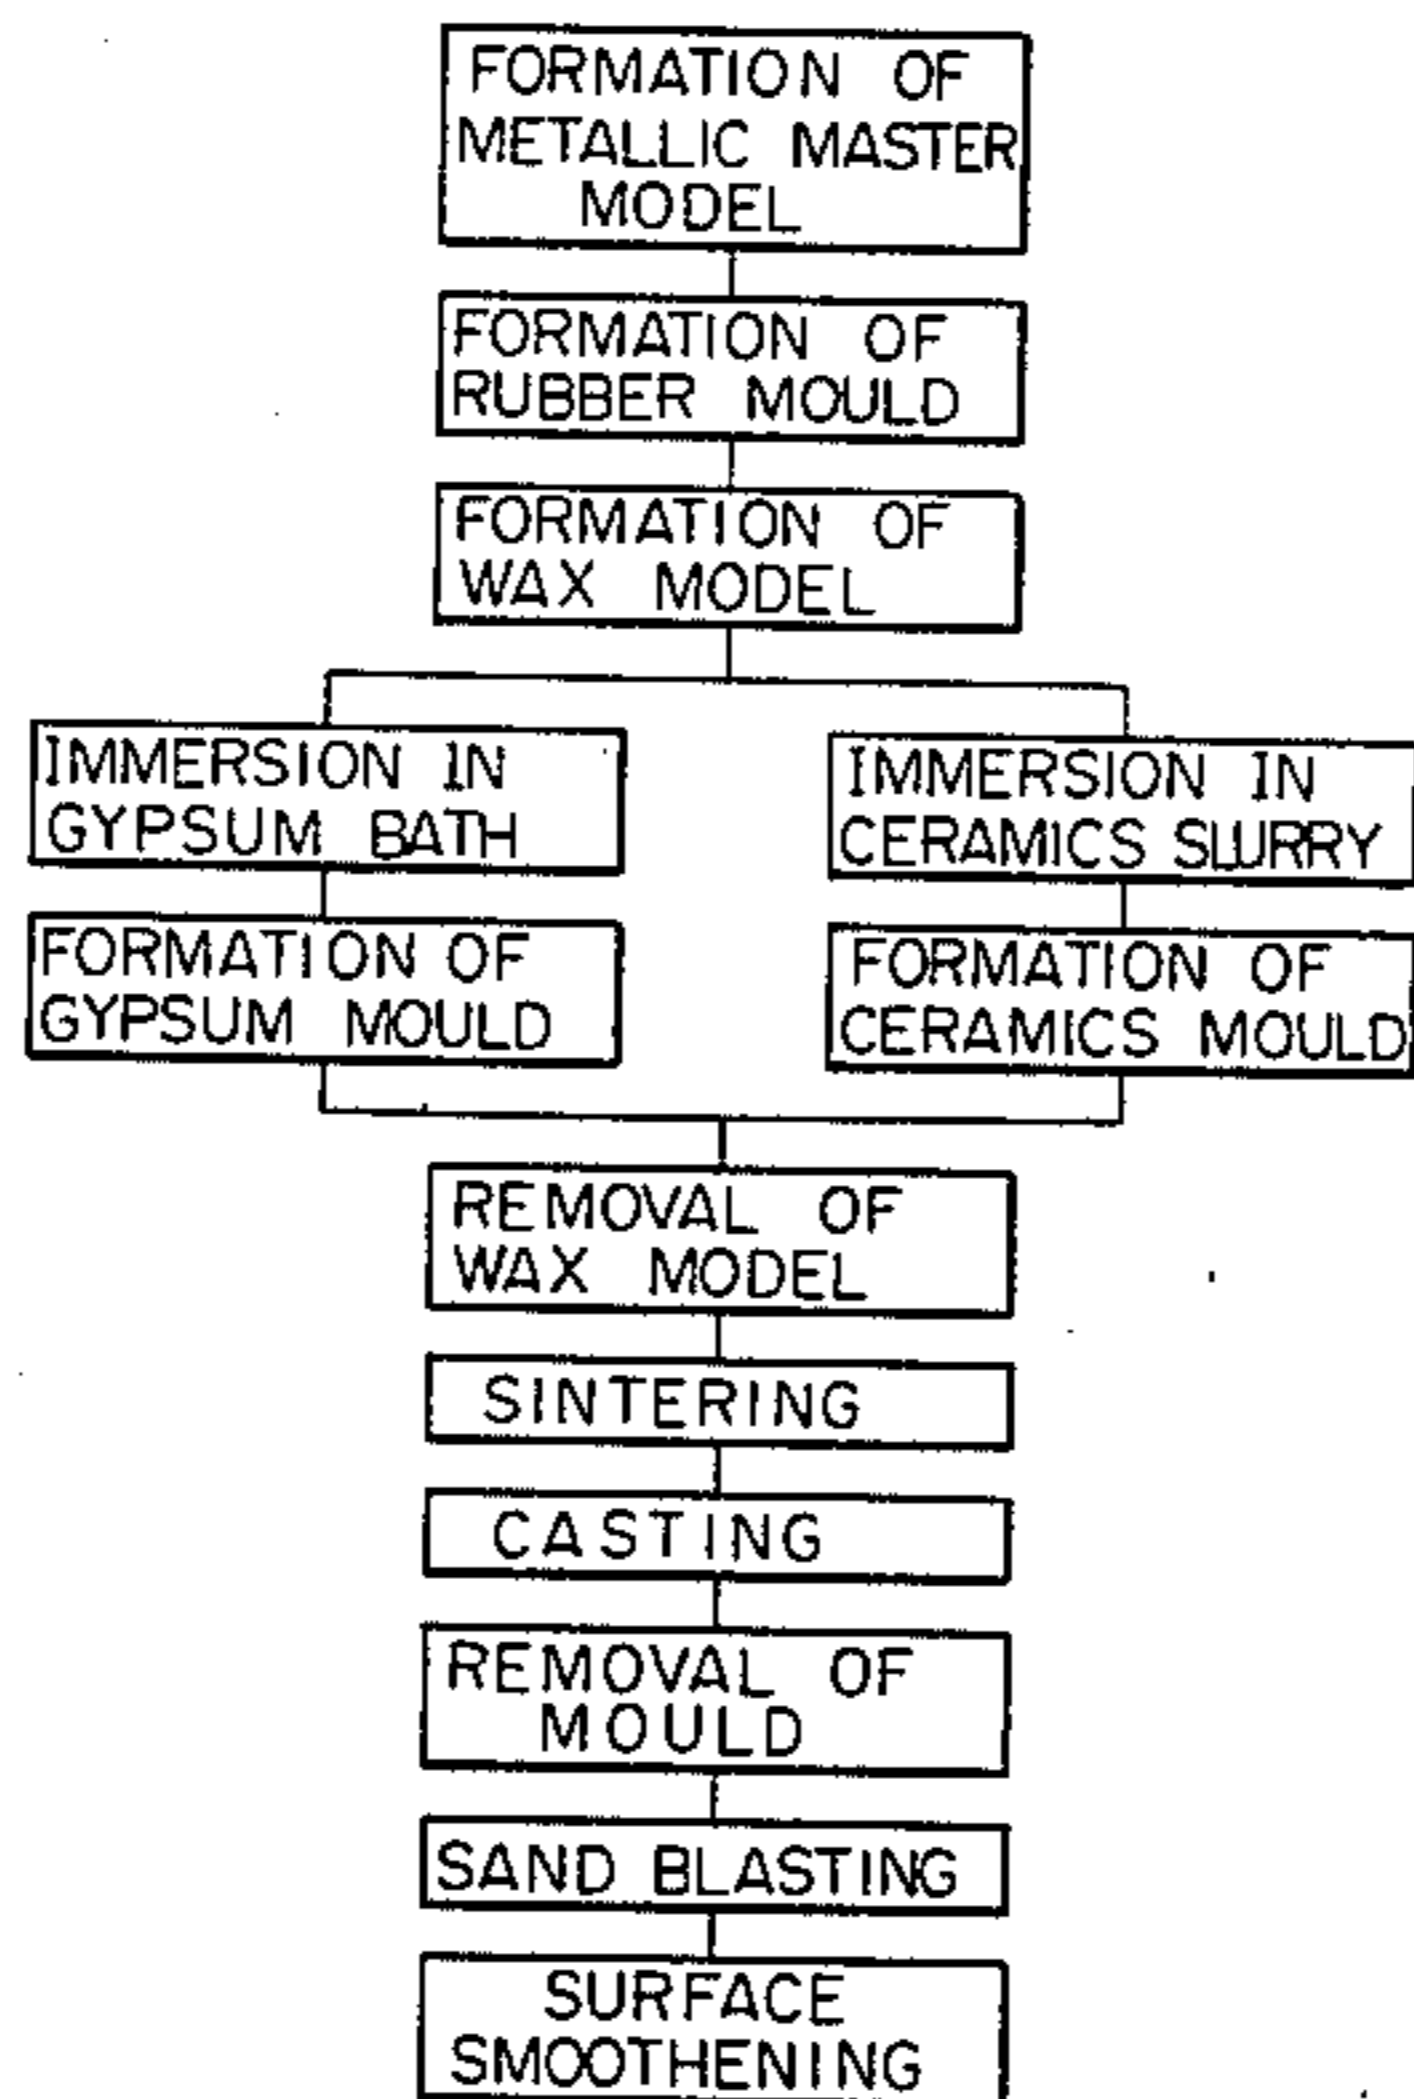 FORMATION OF
METALLIC MASTER
MODEL
FORMATION OF
RUBBER MOULD
FORMATION OF
WAX MODEL
IMMERSION IN
GYPSUM BATH
IMMERSION IN
CERAMICS SLURRY
FORMATION OF
GYPSUM MOULD
FORMATION OF
CERAMICS MOULD
REMOVAL OF
WAX MODEL
SINTERING
CASTING
REMOVAL OF
MOULD
SAND BLASTING
SURFACE
SMOOTHENING